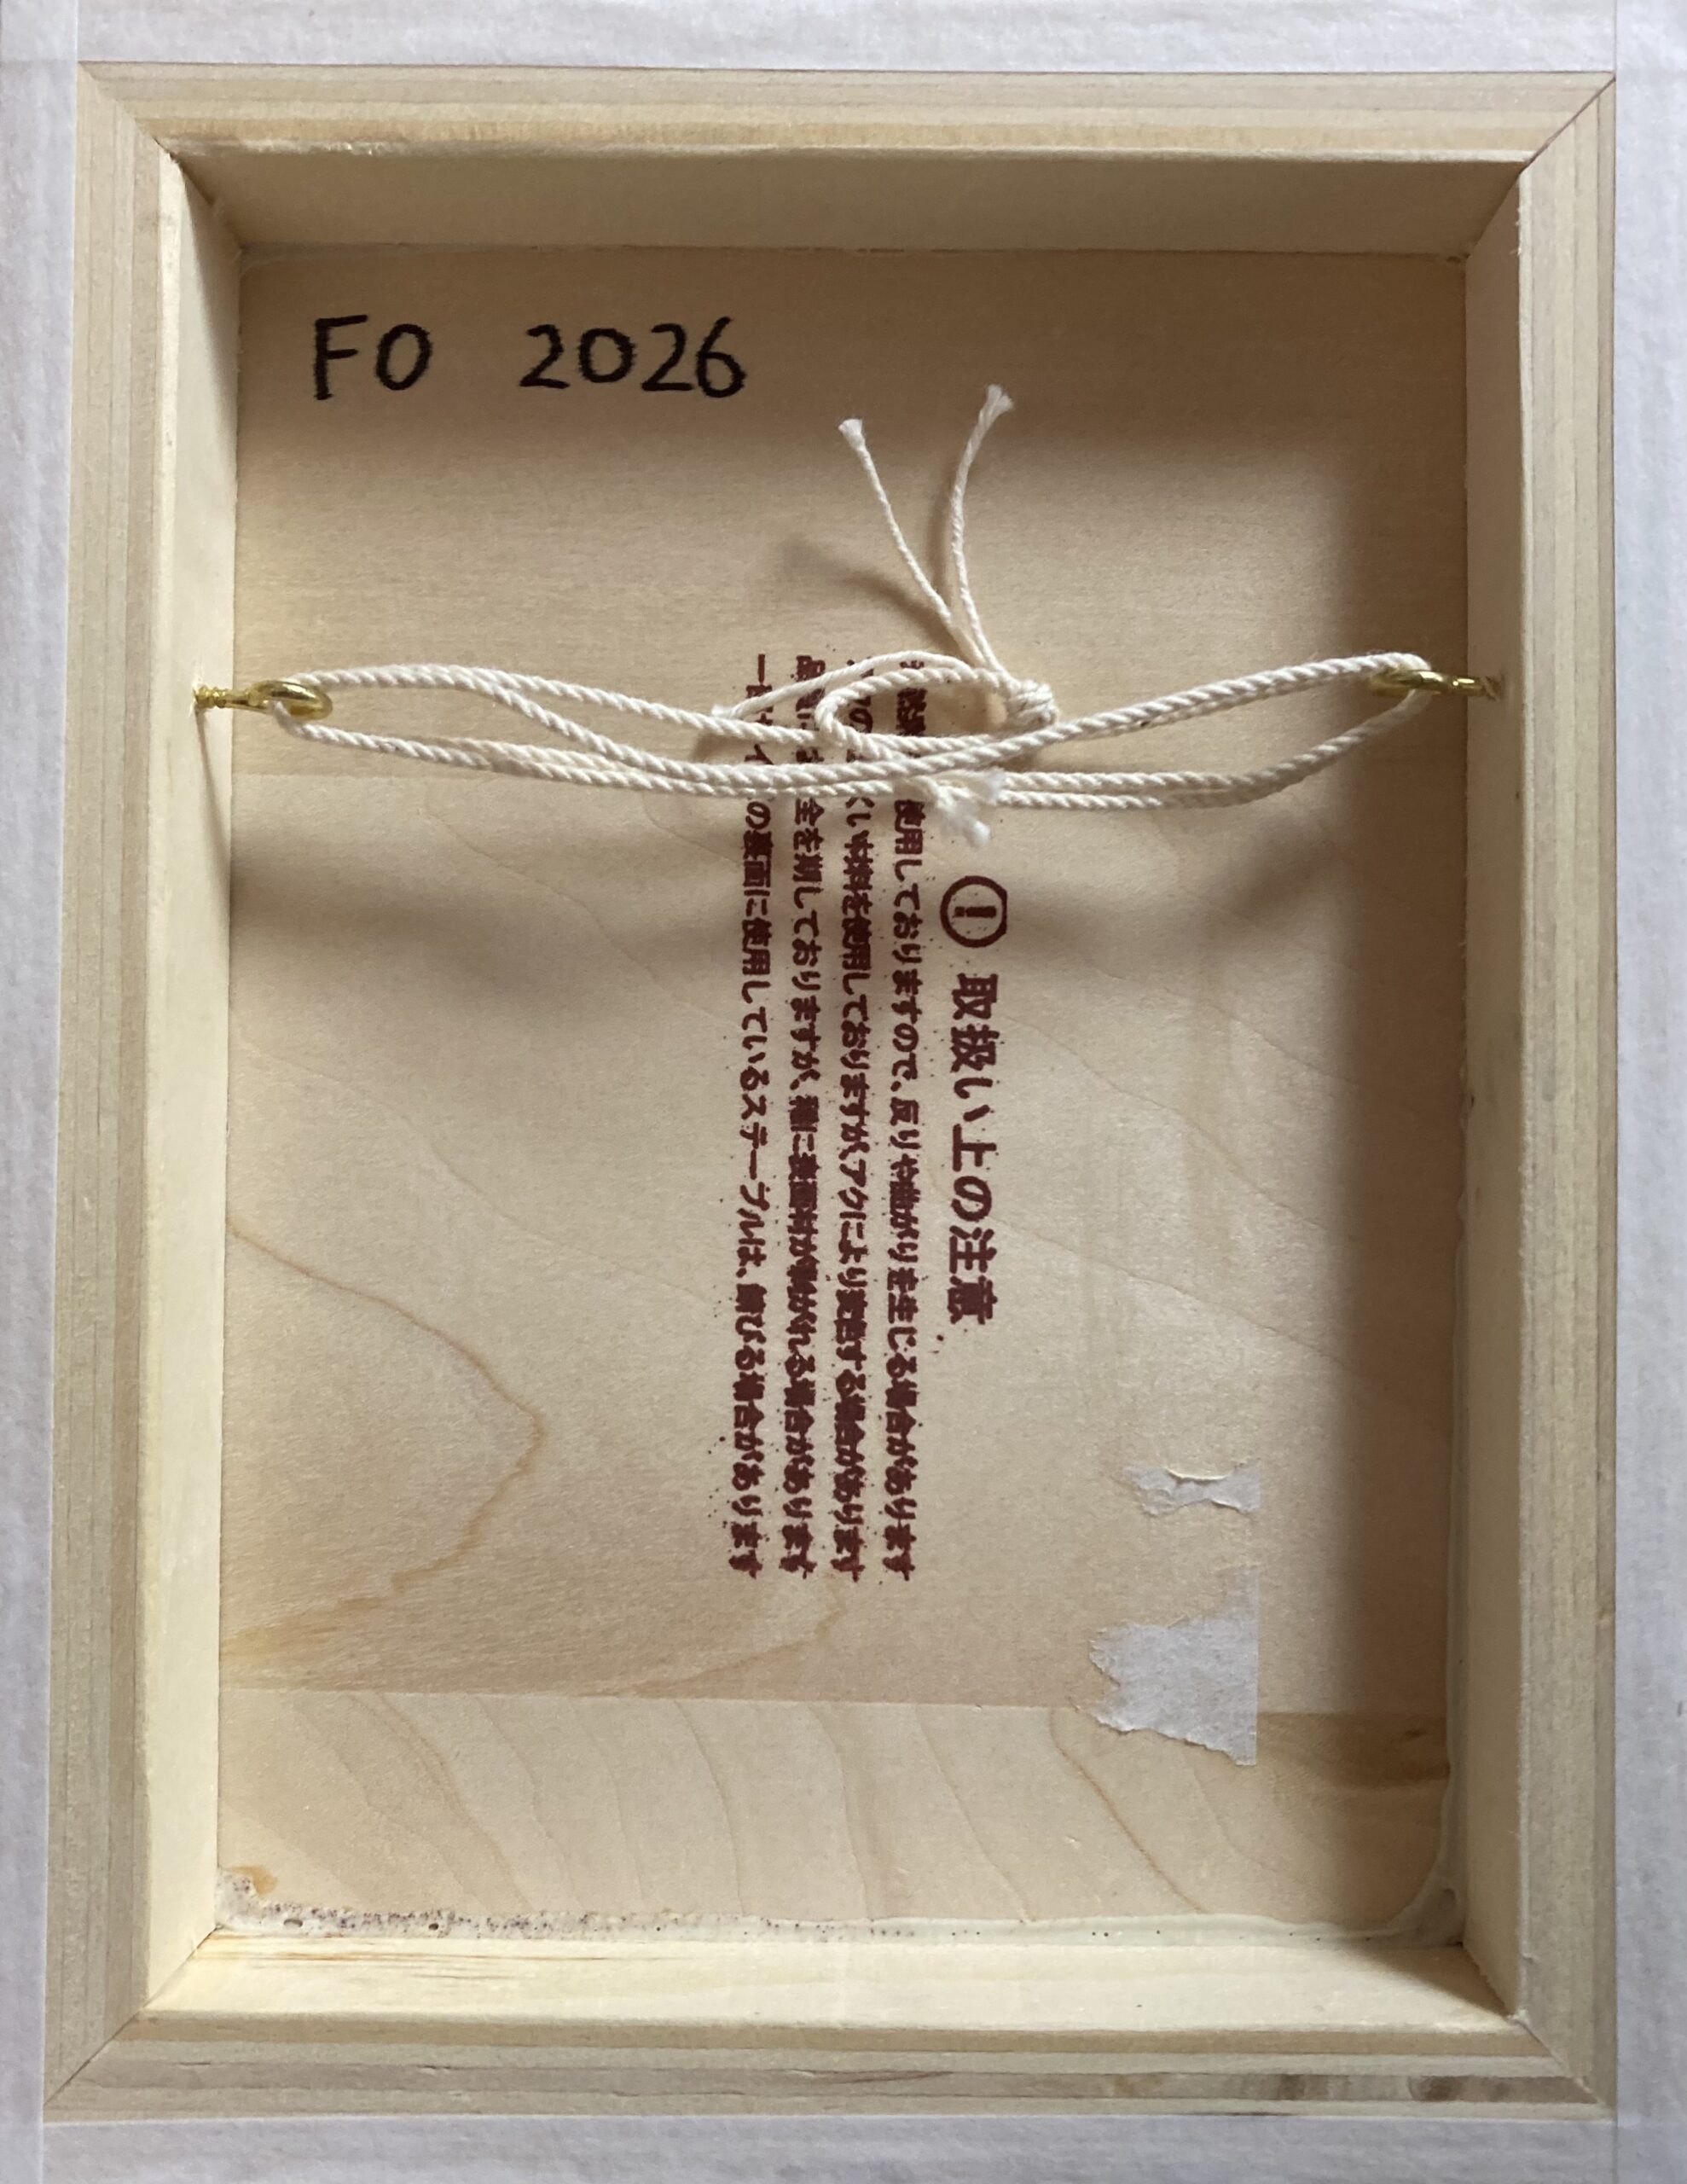 FO 2026
取扱い上の注意
使用しておりますので、反りや曲がりを生じる場合があります
くい材料を使用しておりますがアクにより変色する場合があります
全を期しておりますが、稀に表面材が剥がれる場合があります
の裏面に使用しているステープルは、錆びる場合があります